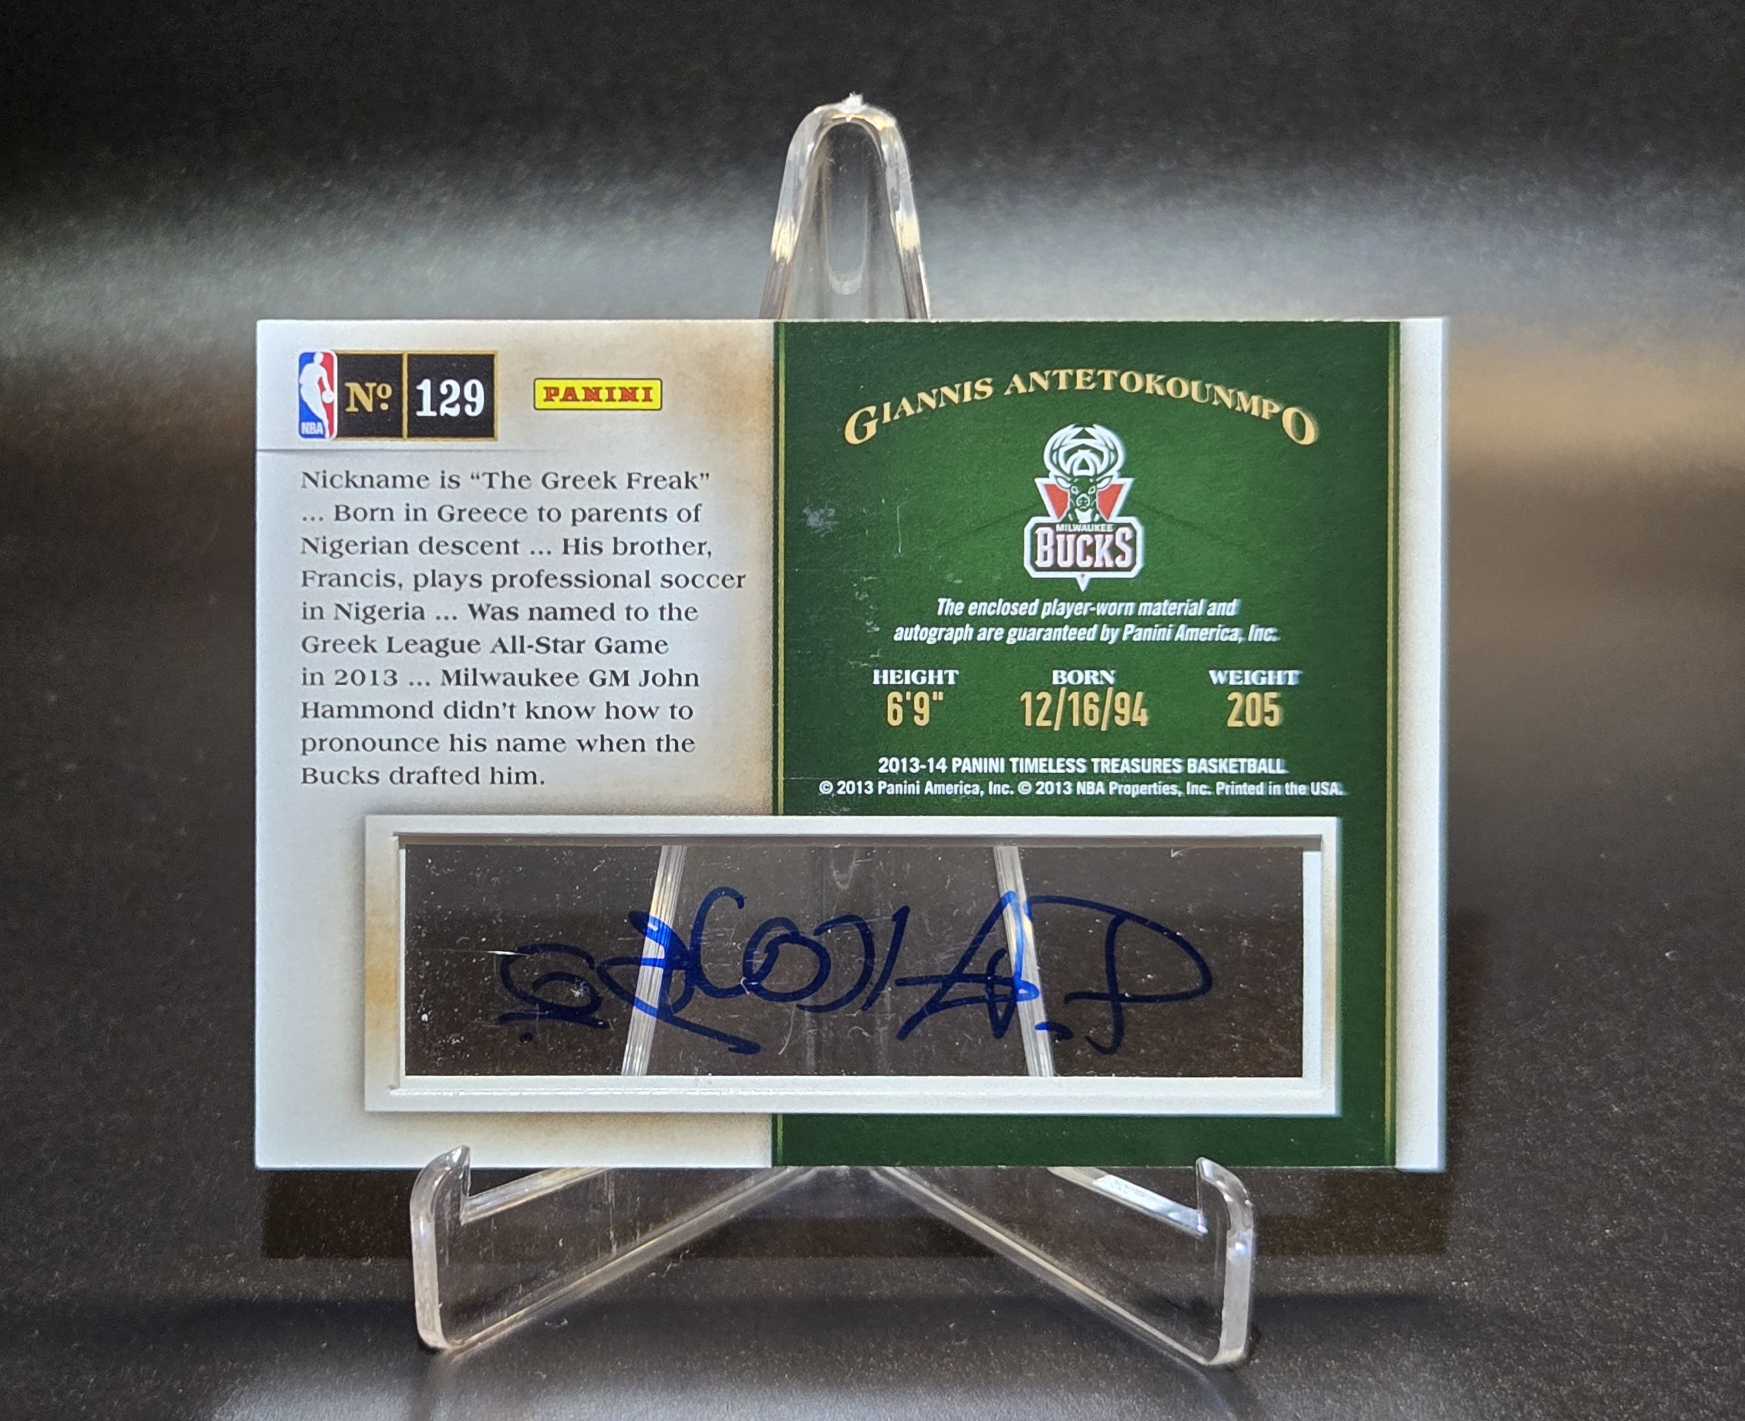 NBA
Nº 129
PANINI
Nickname is “The Greek Freak”
... Born in Greece to parents of
Nigerian descent ... His brother,
Francis, plays professional soccer
in Nigeria ... Was named to the
Greek League All-Star Game
in 2013 ... Milwaukee GM John
Hammond didn't know how to
pronounce his name when the
Bucks drafted him.
GIANNIS ANTETOKOUNMPO
MILWAUKEE
BUCKS
The enclosed player-worn material and
autograph are guaranteed by Panini America, Inc.
HEIGHT BORN WEIGHT
6'9" 12/16/94 205
2013-14 PANINI TIMELESS TREASURES BASKETBALL
© 2013 Panini America, Inc. © 2013 NBA Properties, Inc. Printed in the USA.